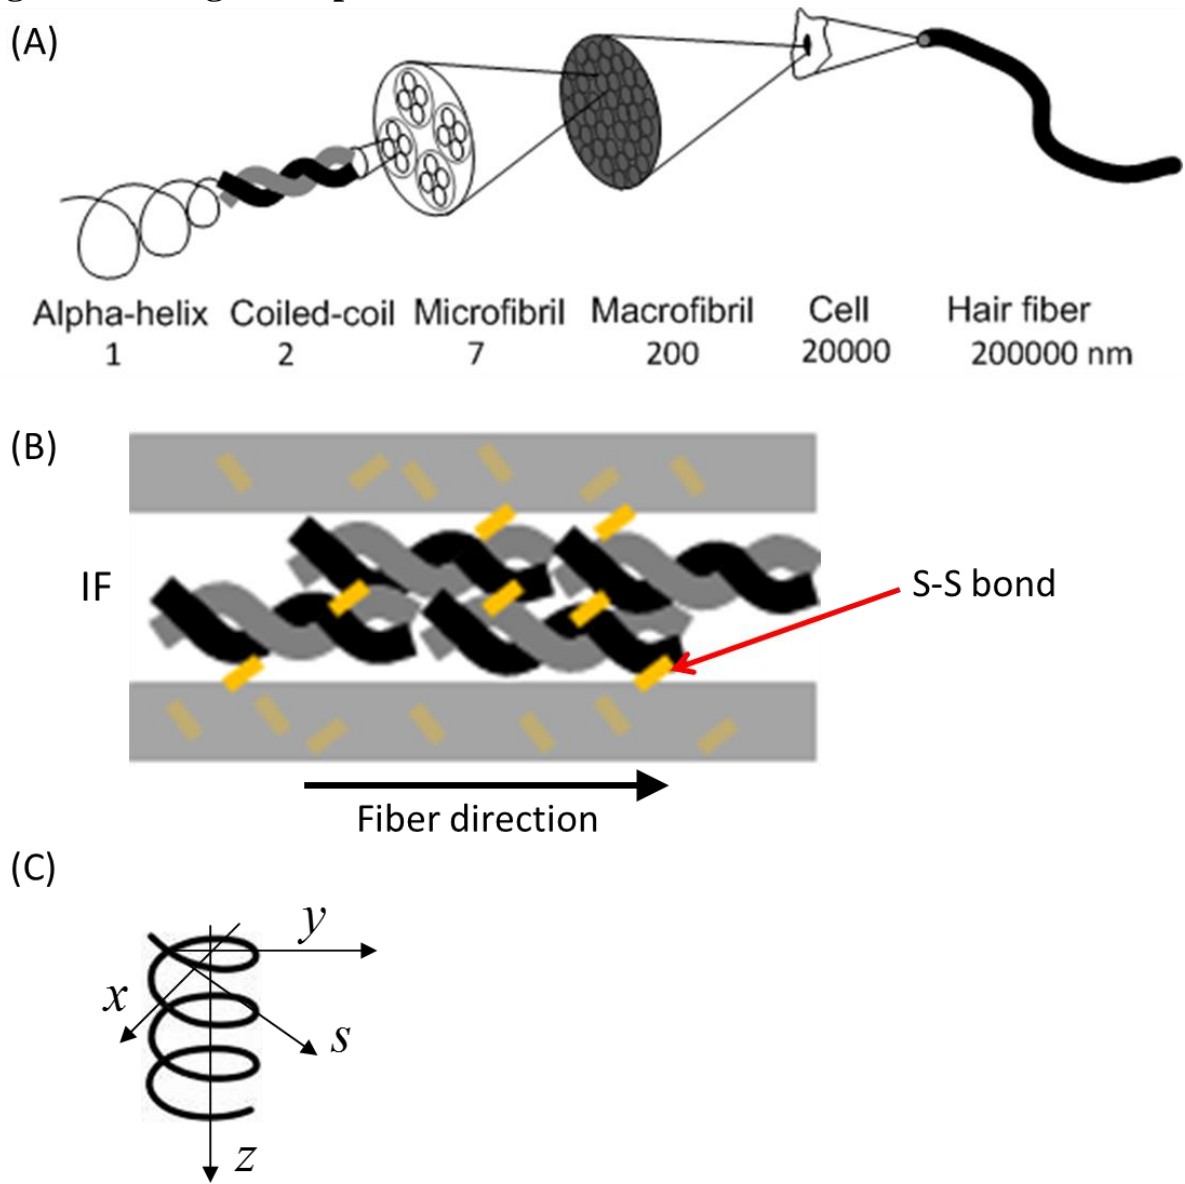 (A)
Alpha-helix Coiled-coil Microfibril Macrofibril Cell Hair fiber
1 2 7 200 20000 200000 nm
(B)
IF
S-S bond
Fiber direction
(C)
y
x
s
z